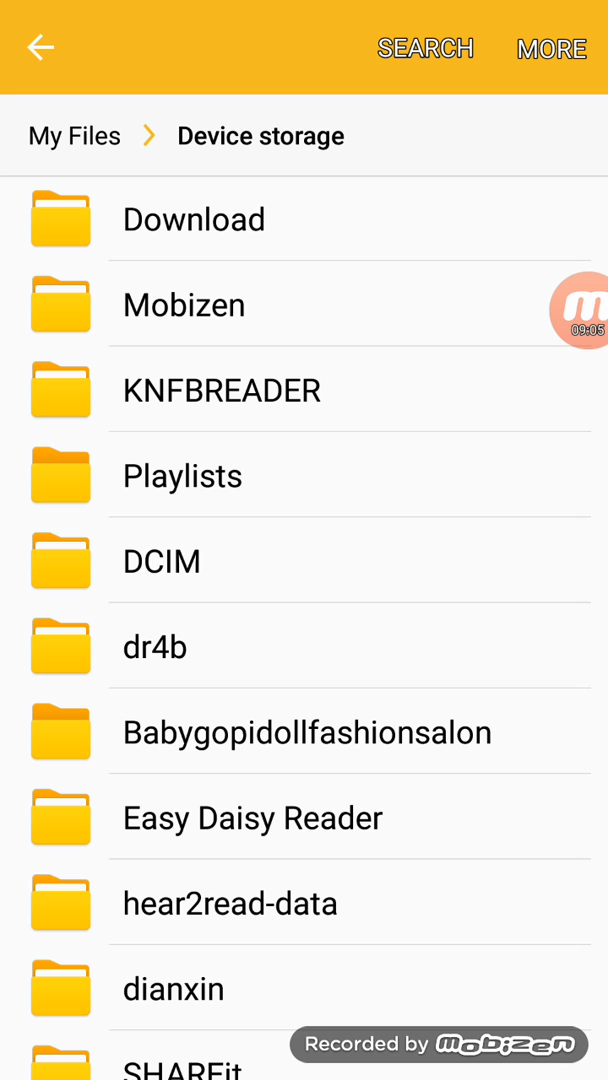 SEARCH MORE
My Files Device storage
Download
Mobizen
09:05
KNFBREADER
Playlists
DCIM
dr4b
Babygopidollfashionsalon
Easy Daisy Reader
hear2read-data
dianxin
Recorded by mobizen
SHAREit